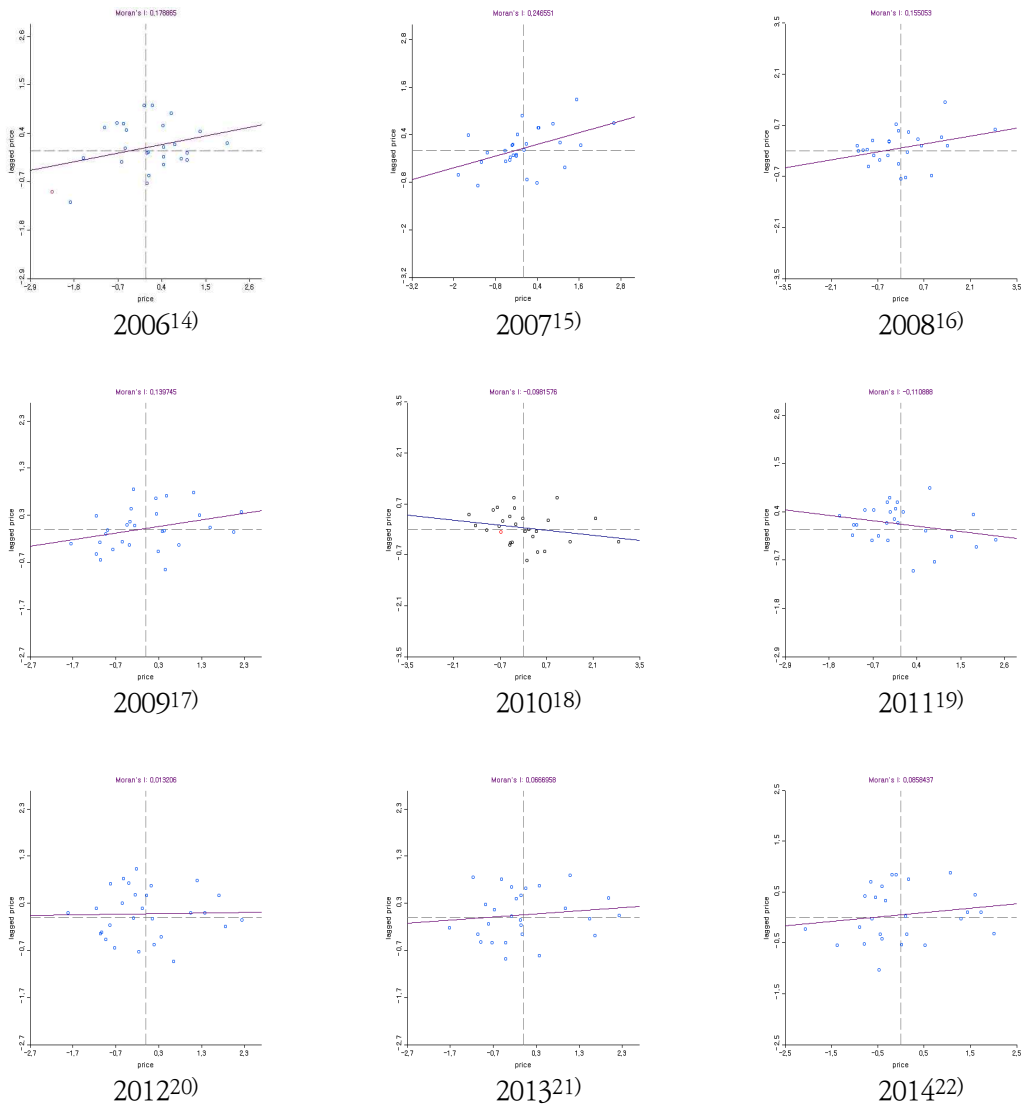 Moran's I: 0,178865
2,6
1,5
0,4
-0,7
-1,8
-2,9
lagged price
-2,9 -1,8 -0,7 0,4 1,5 2,6
price
200614)
Moran's I: 0,246551
2,8
1,6
0,4
-0,8
-2
-3,2
lagged price
-3,2 -2 -0,8 0,4 1,6 2,8
price
200715)
Moran's I: 0,155053
3,5
2,1
0,7
-0,7
-2,1
-3,5
lagged price
-3,5 -2,1 -0,7 0,7 2,1 3,5
price
200816)
Moran's I: 0,139745
2,3
1,3
0,3
-0,7
-1,7
-2,7
lagged price
-2,7 -1,7 -0,7 0,3 1,3 2,3
price
200917)
Moran's I: -0,0981576
3,5
2,1
0,7
-0,7
-2,1
-3,5
lagged price
-3,5 -2,1 -0,7 0,7 2,1 3,5
price
201018)
Moran's I: -0,110888
2,6
1,5
0,4
-0,7
-1,8
-2,9
lagged price
-2,9 -1,8 -0,7 0,4 1,5 2,6
price
201119)
Moran's I: 0,013206
2,3
1,3
0,3
-0,7
-1,7
-2,7
lagged price
-2,7 -1,7 -0,7 0,3 1,3 2,3
price
201220)
Moran's I: 0,0666958
2,3
1,3
0,3
-0,7
-1,7
-2,7
lagged price
-2,7 -1,7 -0,7 0,3 1,3 2,3
price
201321)
Moran's I: 0,0858437
2,5
1,5
0,5
-0,5
-1,5
-2,5
lagged price
-2,5 -1,5 -0,5 0,5 1,5 2,5
price
201422)